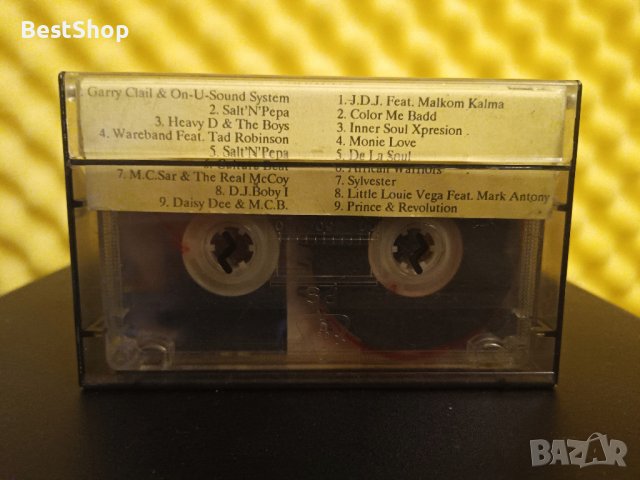 BestShop
Garry Clail & On-U-Sound System
2. Salt'N'Pepa
3. Heavy D & The Boys
4. Wareband Feat. Tad Robinson
5. Salt'N'Pepa
6. Culture Beat
7. M.C.Sar & The Real McCoy
8. D.J.Boby I
9. Daisy Dee & M.C.B.
1. J.D.J. Feat. Malkom Kalma
2. Color Me Badd
3. Inner Soul Xpresion
4. Monie Love
5. De La Soul
6. African Warriors
7. Sylvester
8. Little Louie Vega Feat. Mark Antony
9. Prince & Revolution
BAZAR